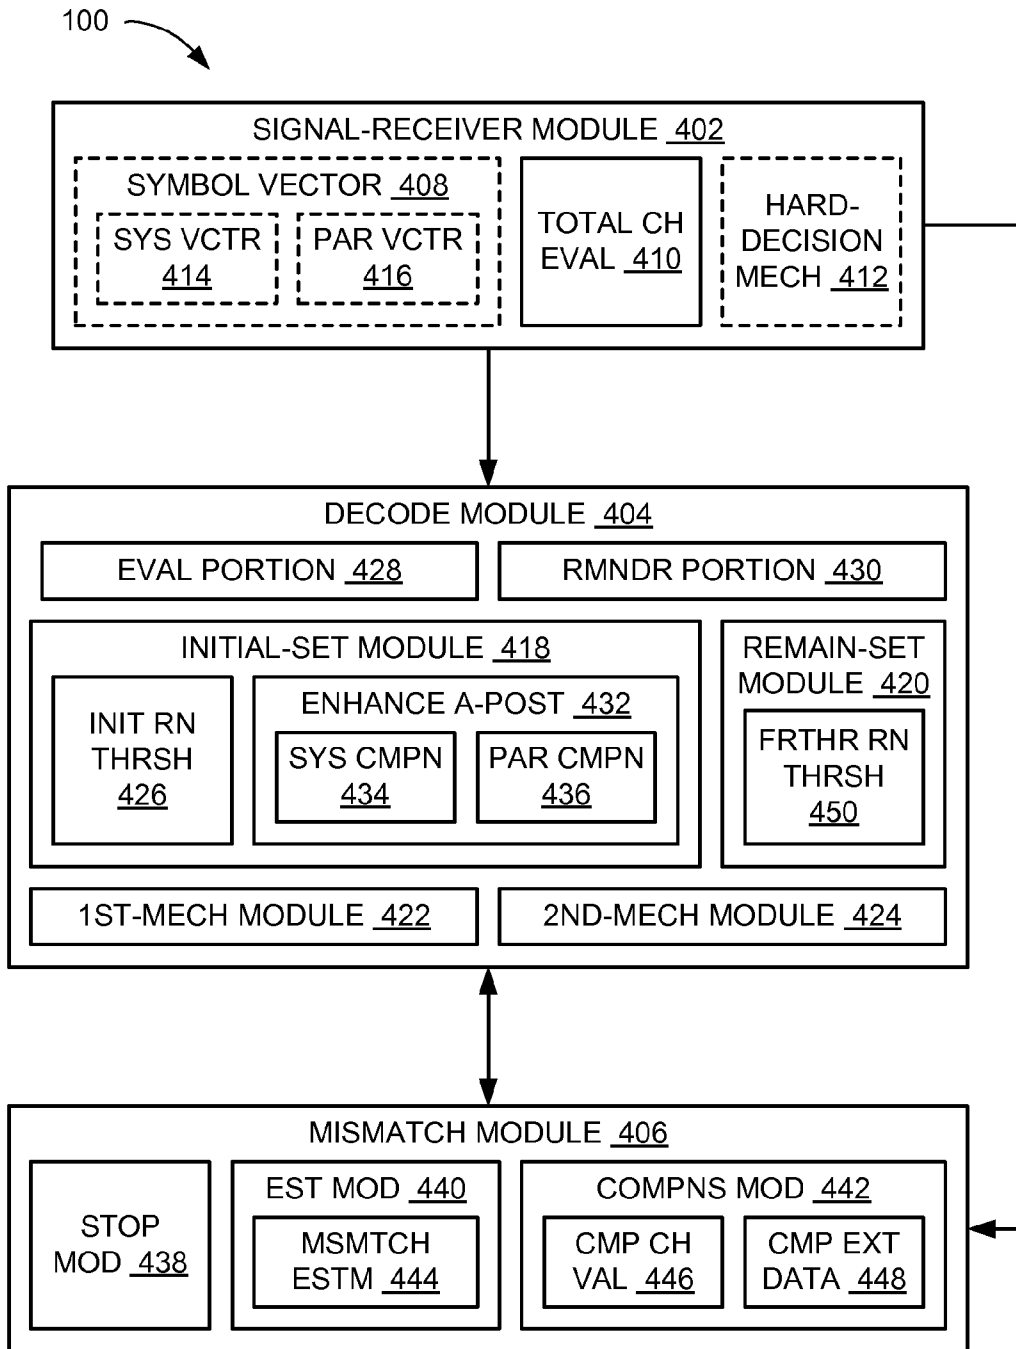 100
SIGNAL-RECEIVER MODULE 402
SYMBOL VECTOR 408
SYS VCTR
414
PAR VCTR
416
TOTAL CH
EVAL 410
HARD-
DECISION
MECH 412
DECODE MODULE 404
EVAL PORTION 428
RMNDR PORTION 430
INITIAL-SET MODULE 418
INIT RN
THRSH
426
ENHANCE A-POST 432
SYS CMPN
434
PAR CMPN
436
REMAIN-SET
MODULE 420
FRTHR RN
THRSH
450
1ST-MECH MODULE 422
2ND-MECH MODULE 424
MISMATCH MODULE 406
STOP
MOD 438
EST MOD 440
MSMTCH
ESTM 444
COMPNS MOD 442
CMP CH
VAL 446
CMP EXT
DATA 448